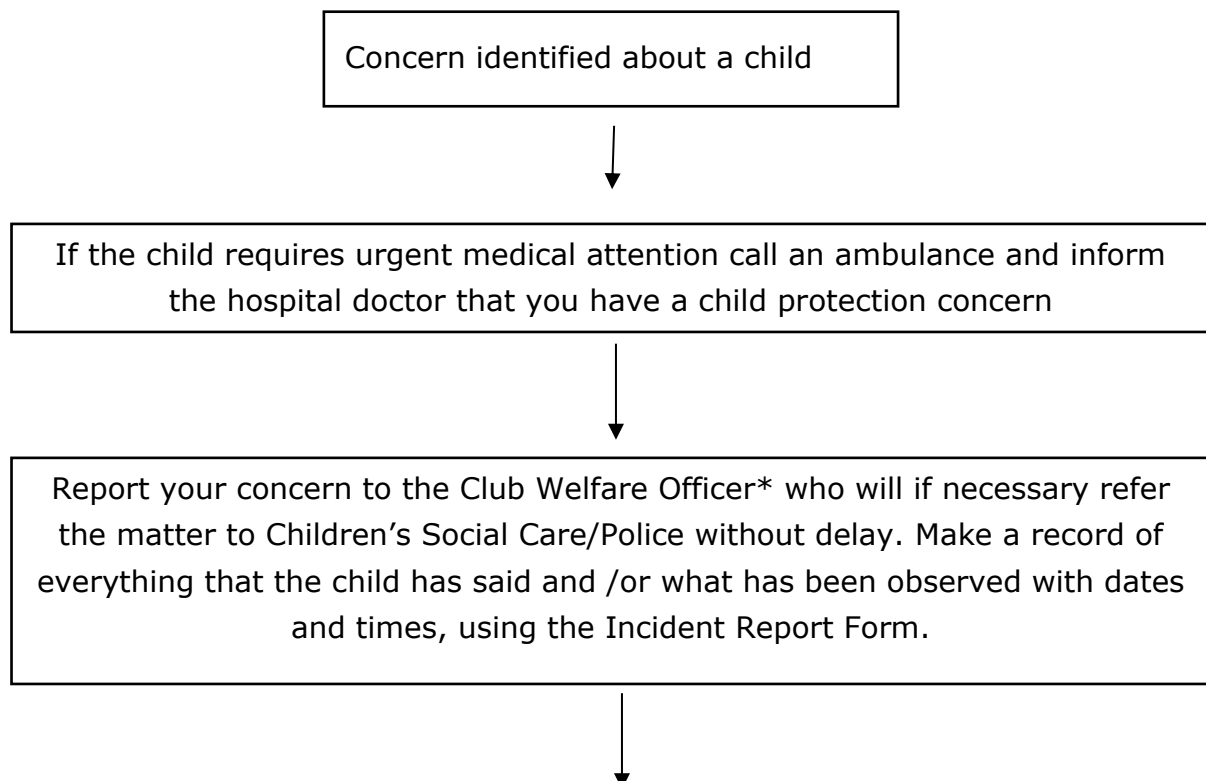 Concern identified about a child
If the child requires urgent medical attention call an ambulance and inform
the hospital doctor that you have a child protection concern
Report your concern to the Club Welfare Officer* who will if necessary refer
the matter to Children’s Social Care/Police without delay. Make a record of
everything that the child has said and /or what has been observed with dates
and times, using the Incident Report Form.